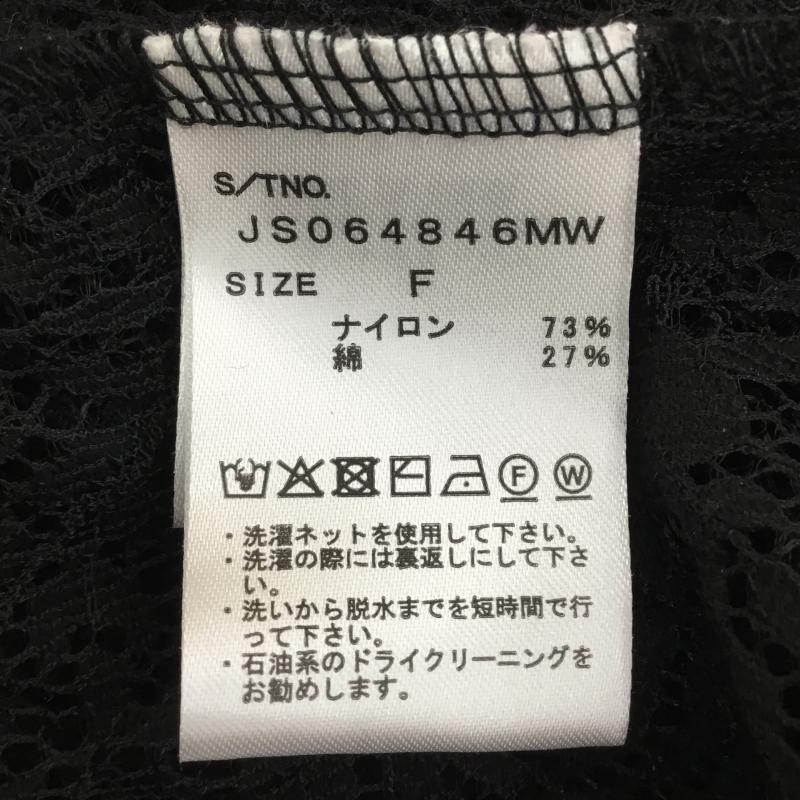 S/TNO.
JS064846MW
SIZE F
ナイロン 73%
綿 27%
F W
・洗濯ネットを使用して下さい。
・洗濯の際には裏返しにして下さ
い。
・洗いから脱水までを短時間で行
って下さい。
・石油系のドライクリーニングを
お勧めします。